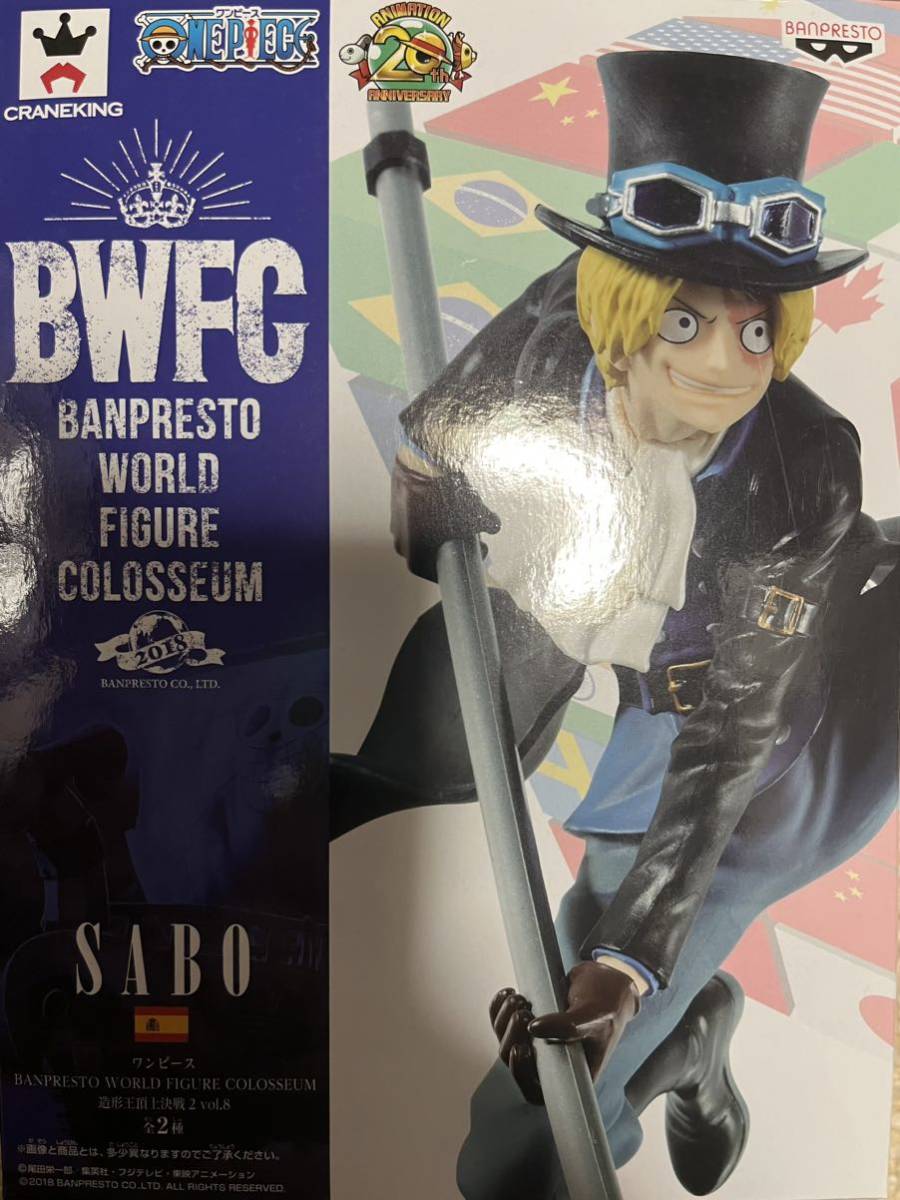 CRANEKING
ワンピース
ONE PIECE
ANIMATION
20th
ANNIVERSARY
BANPRESTO
BWFC
BANPRESTO
WORLD
FIGURE
COLOSSEUM
2018
BANPRESTO CO., LTD.
SABO
ワンピース
BANPRESTO WORLD FIGURE COLOSSEUM
造形王頂上決戦2 vol.8
全2種
※画像と商品とは、多少異なりますのでご了承ください。
©尾田栄一郎／集英社・フジテレビ・東映アニメーション
©2018 BANPRESTO CO.,LTD. ALL RIGHTS RESERVED.